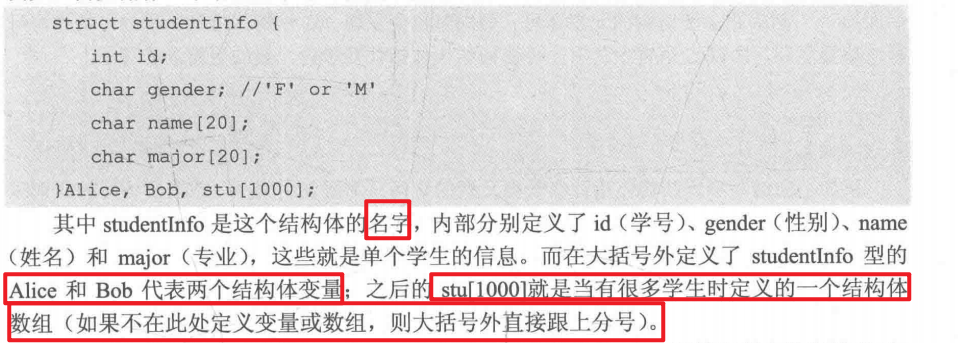 struct studentInfo {
int id;
char gender; //'F' or 'M'
char name[20];
char major[20];
}Alice, Bob, stu[1000];
其中 studentInfo 是这个结构体的名字，内部分别定义了 id（学号）、gender（性别）、name
（姓名）和 major（专业），这些就是单个学生的信息。而在大括号外定义了 studentInfo 型的
Alice 和 Bob 代表两个结构体变量；之后的 stu[1000]就是当有很多学生时定义的一个结构体
数组（如果不在此处定义变量或数组，则大括号外直接跟上分号）。